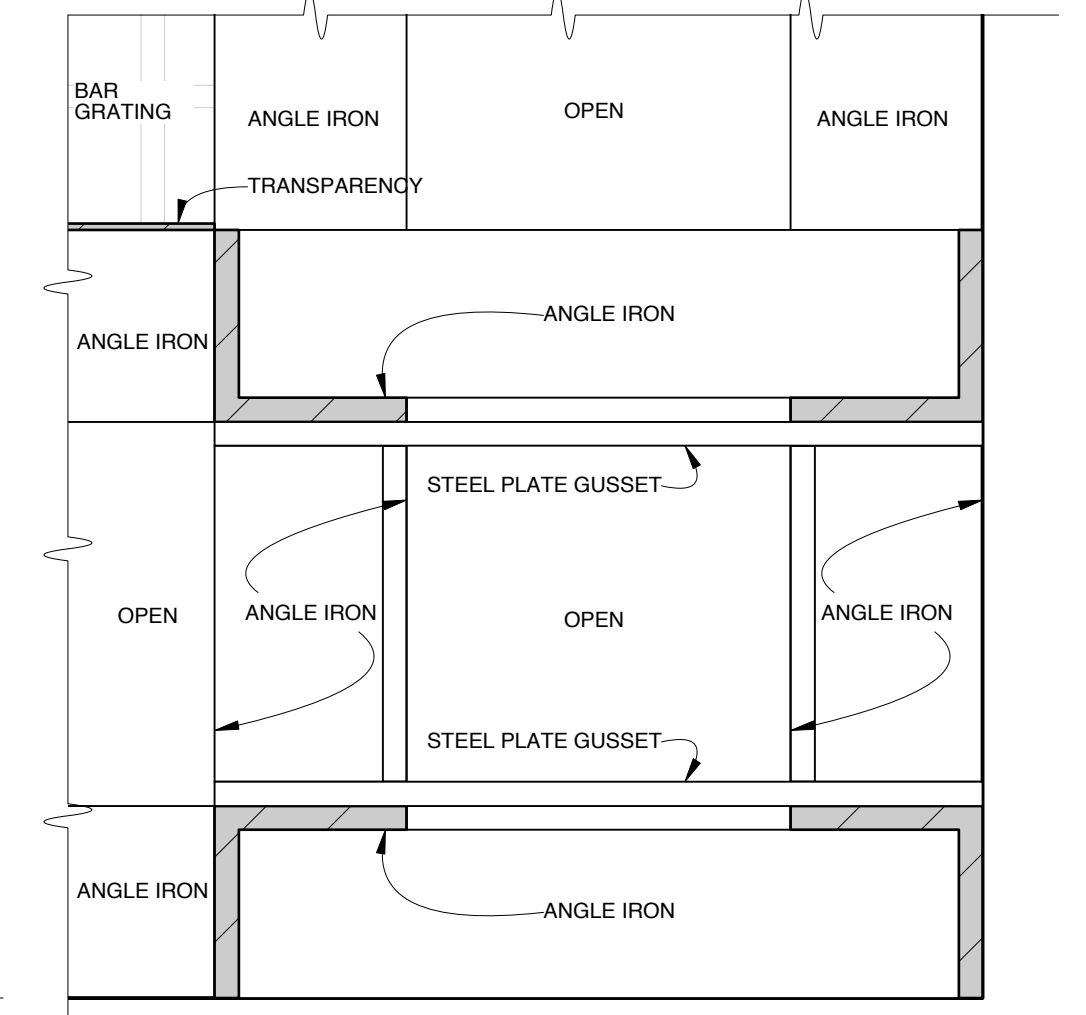 BAR
GRATING
ANGLE IRON
OPEN
ANGLE IRON
TRANSPARENCY
ANGLE IRON
ANGLE IRON
STEEL PLATE GUSSET
OPEN
ANGLE IRON
OPEN
ANGLE IRON
STEEL PLATE GUSSET
ANGLE IRON
ANGLE IRON